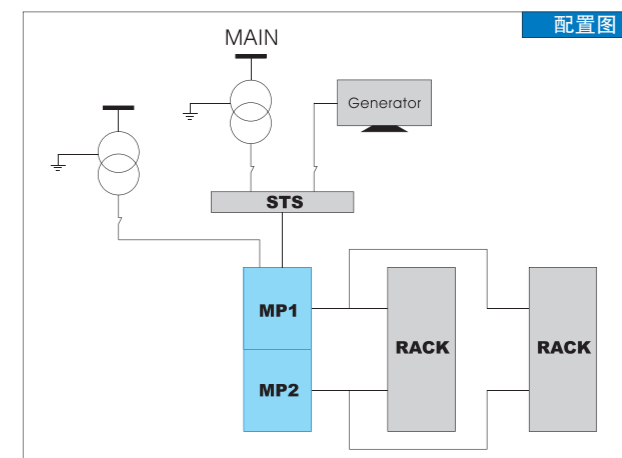 配置图
MAIN
Generator
STS
MP1
RACK
RACK
MP2